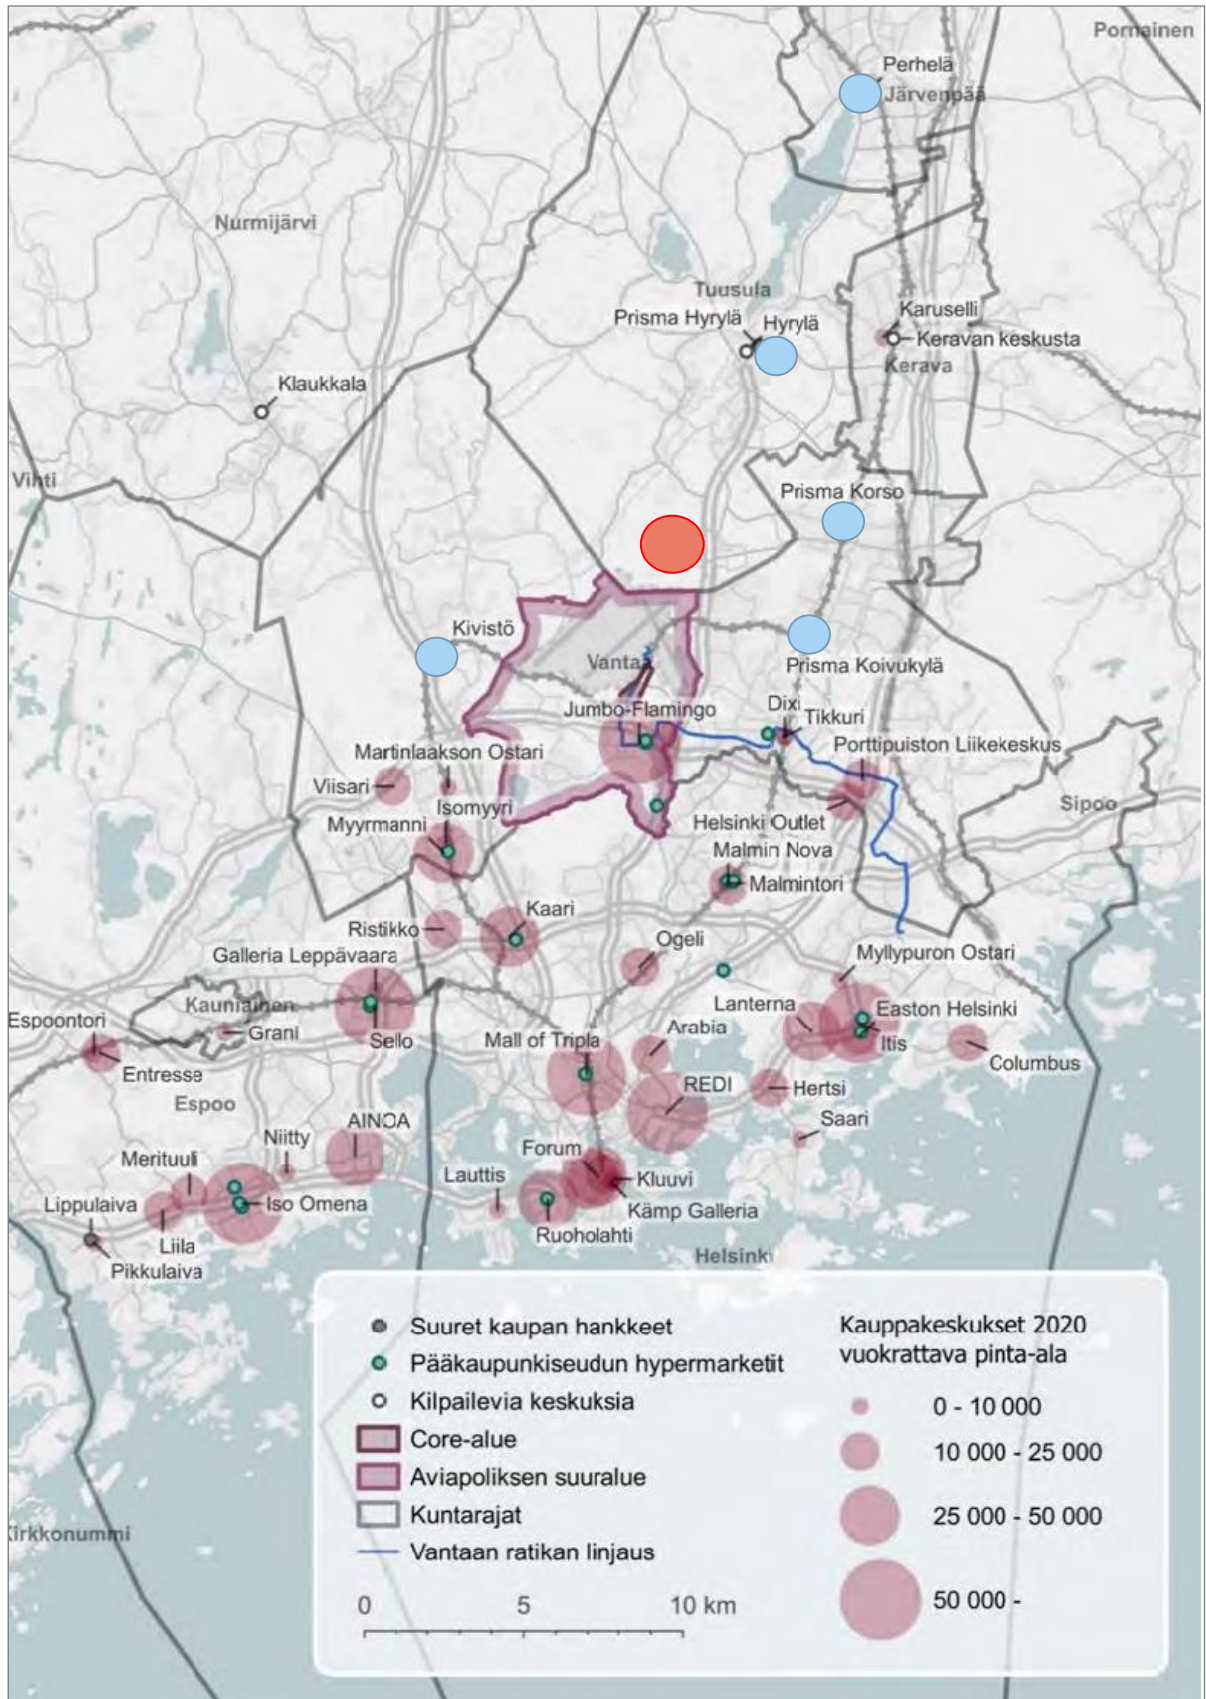 Pornainen
Perhelä
Järvenpää
Nurmijärvi
Tuusula
Prisma Hyrylä
Hyrylä
Karuselli
Keravan keskusta
Kerava
Klaukkala
Vihti
Prisma Korso
Kivistö
Vantaa
Prisma Koivukylä
Jumbo-Flamingo
Dixi
Tikkuri
Martinlaakson Ostari
Porttipuiston Liikekeskus
Viisari
Isomyyri
Sipoo
Myyrmanni
Helsinki Outlet
Malmin Nova
Malmintori
Kaari
Ristikko
Ogeli
Galleria Leppävaara
Myllypuron Ostari
Kauniainen
Lanterna
Easton Helsinki
Espoontori
Grani
Sello
Mall of Tripla
Arabia
Itis
Columbus
Entresse
REDI
Hertsi
Espoo
AINOA
Saari
Niitty
Forum
Merituuli
Lauttis
Kluuvi
Lippulaiva
Iso Omena
Kämp Galleria
Liila
Ruoholahti
Pikkulaiva
Helsinki
Suuret kaupan hankkeet
Pääkaupunkiseudun hypermarketit
Kilpailevia keskuksia
Core-alue
Aviapoliksen suuralue
Kuntarajat
Vantaan ratikan linjaus
0 5 10 km
Kauppakeskukset 2020
vuokrattava pinta-ala
0 - 10 000
10 000 - 25 000
25 000 - 50 000
50 000 -
Kirkkonummi